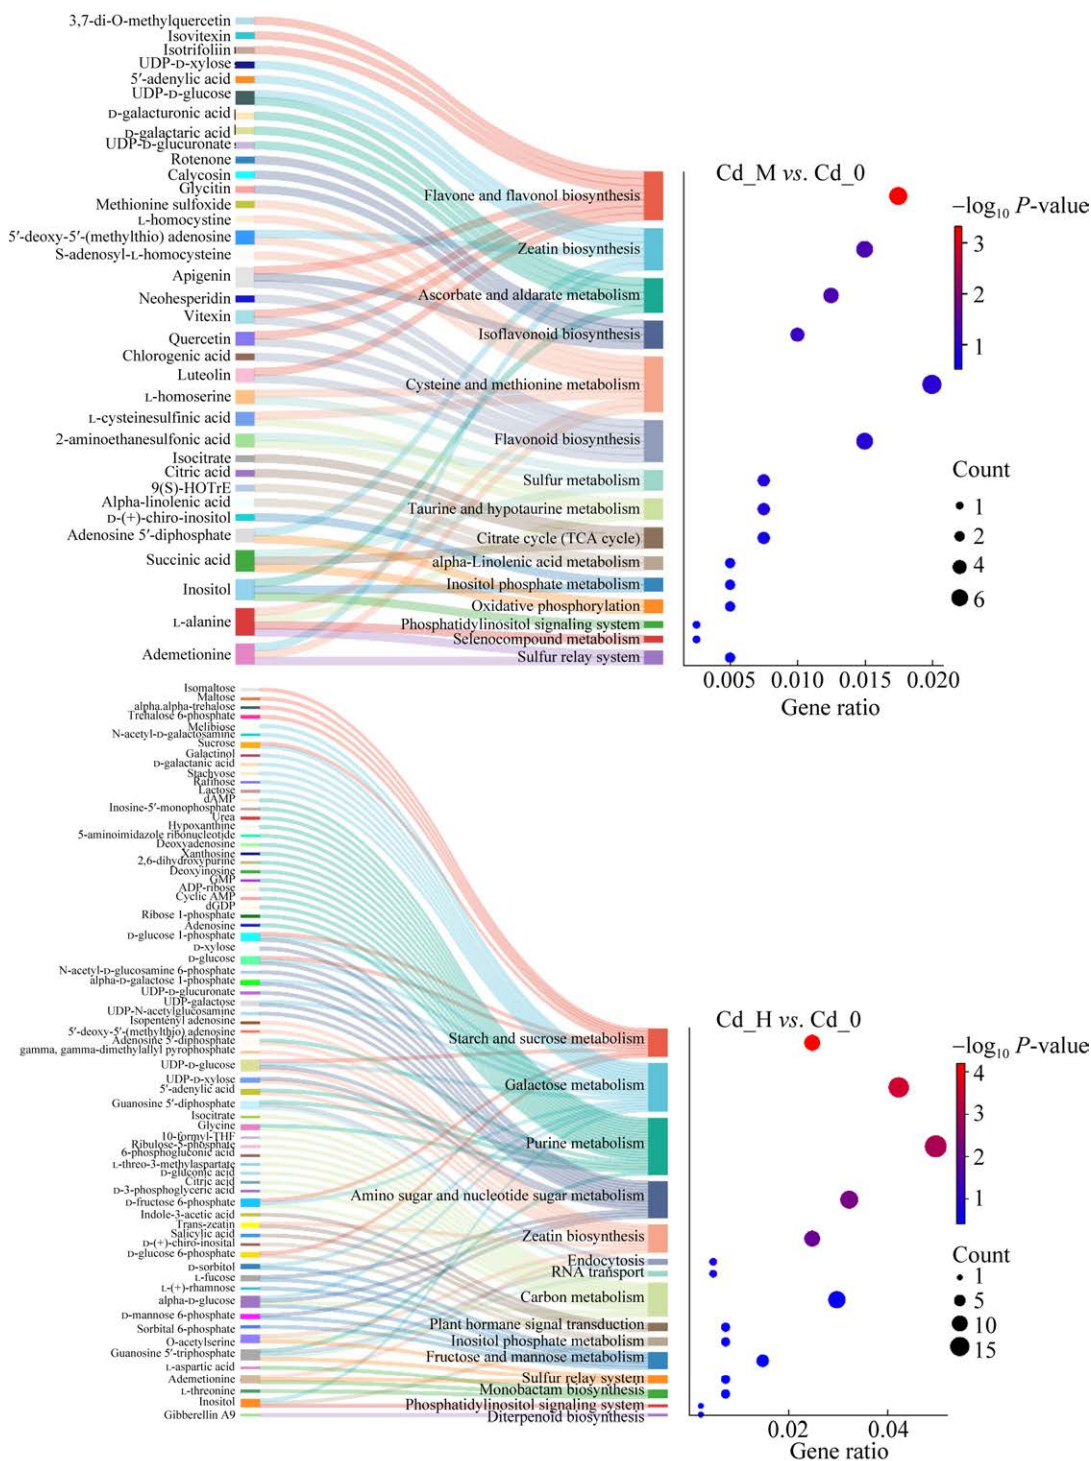 3,7-di-O-methylquercetin
Isovitexin
Isotrifoliin
UDP-D-xylose
5′-adenylic acid
UDP-D-glucose
D-galacturonic acid
D-galactaric acid
UDP-D-glucuronate
Rotenone
Calycosin
Glycitin
Methionine sulfoxide
L-homocystine
5′-deoxy-5′-(methylthio) adenosine
S-adenosyl-L-homocysteine
Apigenin
Neohesperidin
Vitexin
Quercetin
Chlorogenic acid
Luteolin
L-homoserine
L-cysteinesulfinic acid
2-aminoethanesulfonic acid
Isocitrate
Citric acid
9(S)-HOTrE
Alpha-linolenic acid
D-(+)-chiro-inositol
Adenosine 5′-diphosphate
Succinic acid
Inositol
L-alanine
Ademetionine
Flavone and flavonol biosynthesis
Zeatin biosynthesis
Ascorbate and aldarate metabolism
Isoflavonoid biosynthesis
Cysteine and methionine metabolism
Flavonoid biosynthesis
Sulfur metabolism
Taurine and hypotaurine metabolism
Citrate cycle (TCA cycle)
alpha-Linolenic acid metabolism
Inositol phosphate metabolism
Oxidative phosphorylation
Phosphatidylinositol signaling system
Selenocompound metabolism
Sulfur relay system
Cd_M vs. Cd_0
−log10 P-value
3
2
1
Count
1
2
4
6
0.005 0.010 0.015 0.020
Gene ratio
Isomaltose
Maltose
alpha.alpha-trehalose
Trehalose 6-phosphate
Melibiose
N-acetyl-D-galactosamine
Sucrose
Galactinol
D-galactanic acid
Stachyose
Rafinose
Lactose
dAMP
Inosine-5′-monophosphate
Urea
Hypoxanthine
5-aminoimidazole ribonucleotide
Deoxyadenosine
Xanthosine
2,6-dihydroxypurine
Deoxyinosine
GMP
ADP-ribose
Cyclic AMP
dGDP
Ribose 1-phosphate
Adenosine
D-glucose 1-phosphate
D-xylose
D-glucose
N-acetyl-D-glucosamine 6-phosphate
alpha-D-galactose 1-phosphate
UDP-D-glucuronate
UDP-galactose
UDP-N-acetylglucosamine
Isopentenyl adenosine
5′-deoxy-5′-(methylthio) adenosine
Adenosine 5′-diphosphate
gamma, gamma-dimethylallyl pyrophosphate
UDP-D-glucose
UDP-D-xylose
5′-adenylic acid
Guanosine 5′-diphosphate
Isocitrate
Glycine
10-formyl-THF
Ribulose-5-phosphate
6-phosphogluconic acid
L-threo-3-methylaspartate
D-gluconic acid
Citric acid
D-3-phosphoglyceric acid
D-fructose 6-phosphate
Indole-3-acetic acid
Trans-zeatin
Salicylic acid
D-(+)-chiro-inosital
D-glucose 6-phosphate
D-sorbitol
L-fucose
L-(+)-rhamnose
alpha-D-glucose
D-mannose 6-phosphate
Sorbital 6-phosphate
O-acetylserine
Guanosine 5′-triphosphate
L-aspartic acid
Ademetionine
L-threonine
Inositol
Gibberellin A9
Starch and sucrose metabolism
Galactose metabolism
Purine metabolism
Amino sugar and nucleotide sugar metabolism
Zeatin biosynthesis
Endocytosis
RNA transport
Carbon metabolism
Plant hormane signal transduction
Inositol phosphate metabolism
Fructose and mannose metabolism
Sulfur relay system
Monobactam biosynthesis
Phosphatidylinositol signaling system
Diterpenoid biosynthesis
Cd_H vs. Cd_0
−log10 P-value
4
3
2
1
Count
1
5
10
15
0.02 0.04
Gene ratio